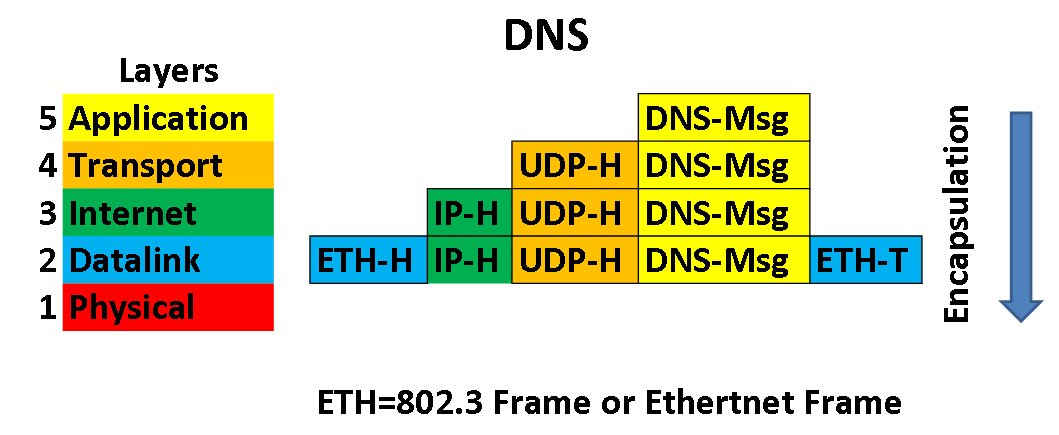 DNS
Layers
5 Application DNS-Msg
4 Transport UDP-H DNS-Msg
3 Internet IP-H UDP-H DNS-Msg
2 Datalink ETH-H IP-H UDP-H DNS-Msg ETH-T
1 Physical
Encapsulation
ETH=802.3 Frame or Ethertnet Frame